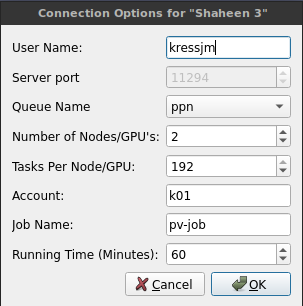 Connection Options for "Shaheen 3"
User Name: kressjm
Server port 11294
Queue Name ppn
Number of Nodes/GPU's: 2
Tasks Per Node/GPU: 192
Account: k01
Job Name: pv-job
Running Time (Minutes): 60
Cancel OK